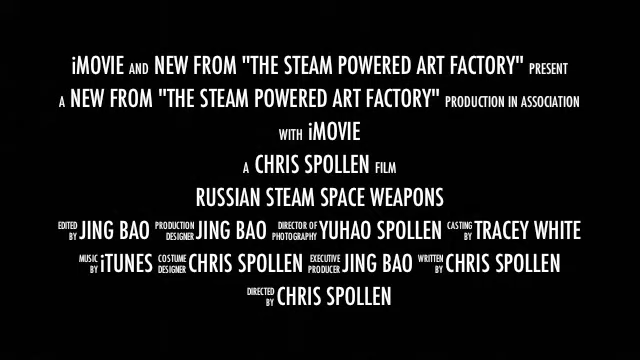 iMOVIE AND NEW FROM "THE STEAM POWERED ART FACTORY" PRESENT
A NEW FROM "THE STEAM POWERED ART FACTORY" PRODUCTION IN ASSOCIATION
WITH iMOVIE
A CHRIS SPOLLEN FILM
RUSSIAN STEAM SPACE WEAPONS
EDITED BY JING BAO PRODUCTION DESIGNER JING BAO DIRECTOR OF PHOTOGRAPHY YUHAO SPOLLEN CASTING BY TRACEY WHITE
MUSIC BY iTUNES COSTUME DESIGNER CHRIS SPOLLEN EXECUTIVE PRODUCER JING BAO WRITTEN BY CHRIS SPOLLEN
DIRECTED BY CHRIS SPOLLEN